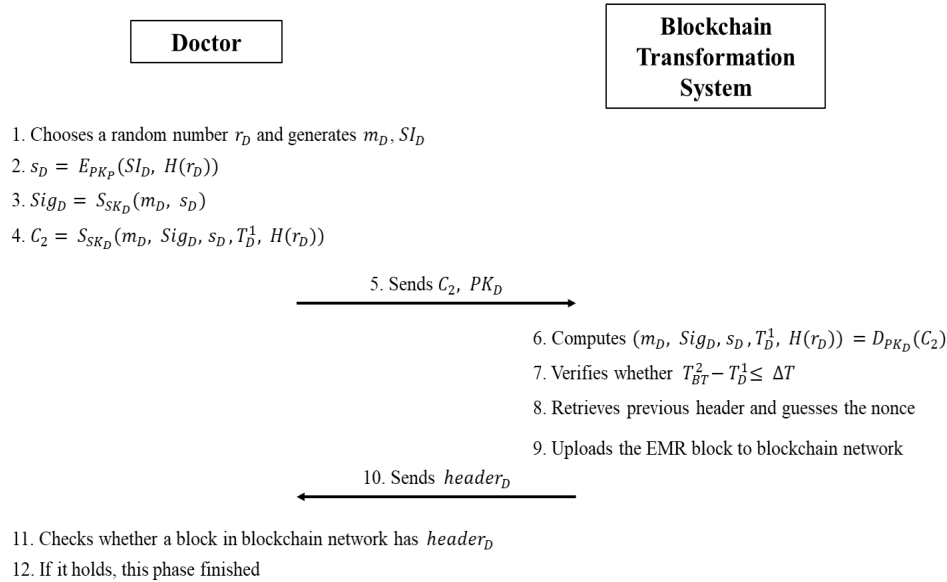 Doctor
Blockchain
Transformation
System
1. Chooses a random number r_D and generates m_D, SI_D
2. s_D = E_{PK_P}(SI_D, H(r_D))
3. Sig_D = S_{SK_D}(m_D, s_D)
4. C_2 = S_{SK_D}(m_D, Sig_D, s_D, T_D^1, H(r_D))
5. Sends C_2, PK_D
6. Computes (m_D, Sig_D, s_D, T_D^1, H(r_D)) = D_{PK_D}(C_2)
7. Verifies whether T_{BT}^2 − T_D^1 ≤ ΔT
8. Retrieves previous header and guesses the nonce
9. Uploads the EMR block to blockchain network
10. Sends header_D
11. Checks whether a block in blockchain network has header_D
12. If it holds, this phase finished